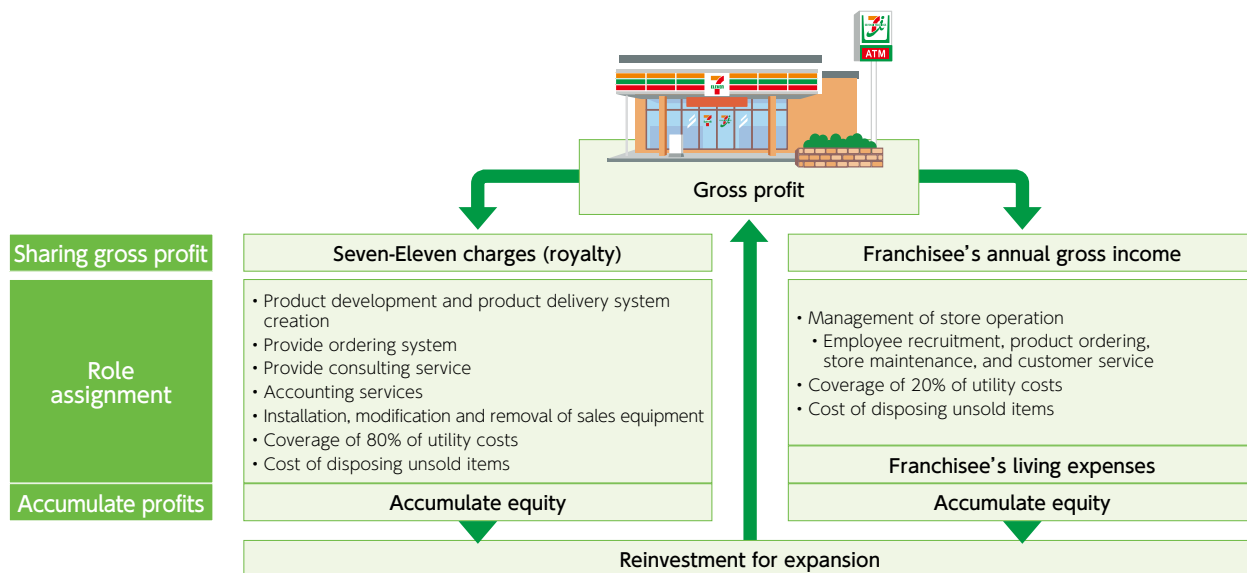 ATM
7
ELEVEN
Gross profit
Sharing gross profit
Seven-Eleven charges (royalty)
Franchisee's annual gross income
Role
assignment
• Product development and product delivery system
creation
• Provide ordering system
• Provide consulting service
• Accounting services
• Installation, modification and removal of sales equipment
• Coverage of 80% of utility costs
• Cost of disposing unsold items
• Management of store operation
• Employee recruitment, product ordering,
store maintenance, and customer service
• Coverage of 20% of utility costs
• Cost of disposing unsold items
Franchisee's living expenses
Accumulate profits
Accumulate equity
Accumulate equity
Reinvestment for expansion